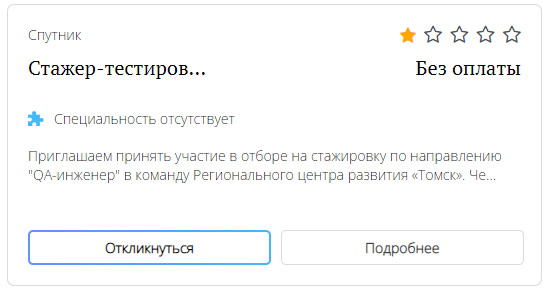 Спутник
Стажер-тестиров...
Без оплаты
Специальность отсутствует
Приглашаем принять участие в отборе на стажировку по направлению
"QA-инженер" в команду Регионального центра развития «Томск». Че...
Откликнуться
Подробнее